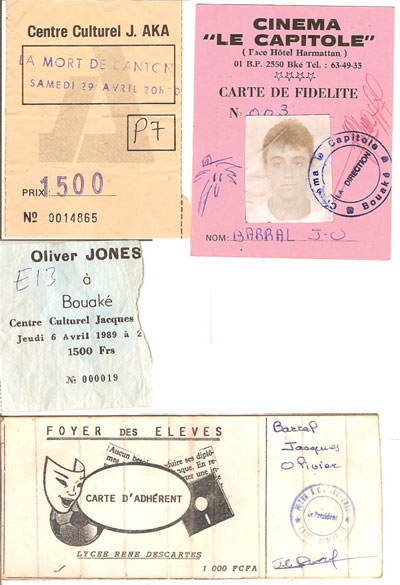 Centre Culturel J. AKA
LA MORT DE DANTON
SAMEDI 29 AVRIL 20h
P7
PRIX 1500
Nº 0014865
CINEMA
"LE CAPITOLE"
( Face Hôtel Harmattan )
01 B.P. 2550 Bké Tél. : 63-49-35
CARTE DE FIDELITE
N. 003
Cinéma le Capitole
LA DIRECTION
Bouaké
NOM: BARRAL J-O
Oliver JONES
E13
à
Bouaké
Centre Culturel Jacques
Jeudi 6 Avril 1989 à 2
1500 Frs
Nº 000019
FOYER DES ELEVES
CARTE D'ADHÉRENT
LYCEE RENE DESCARTES
1 000 FCFA
Barral
Jacques
Olivier
Le Président